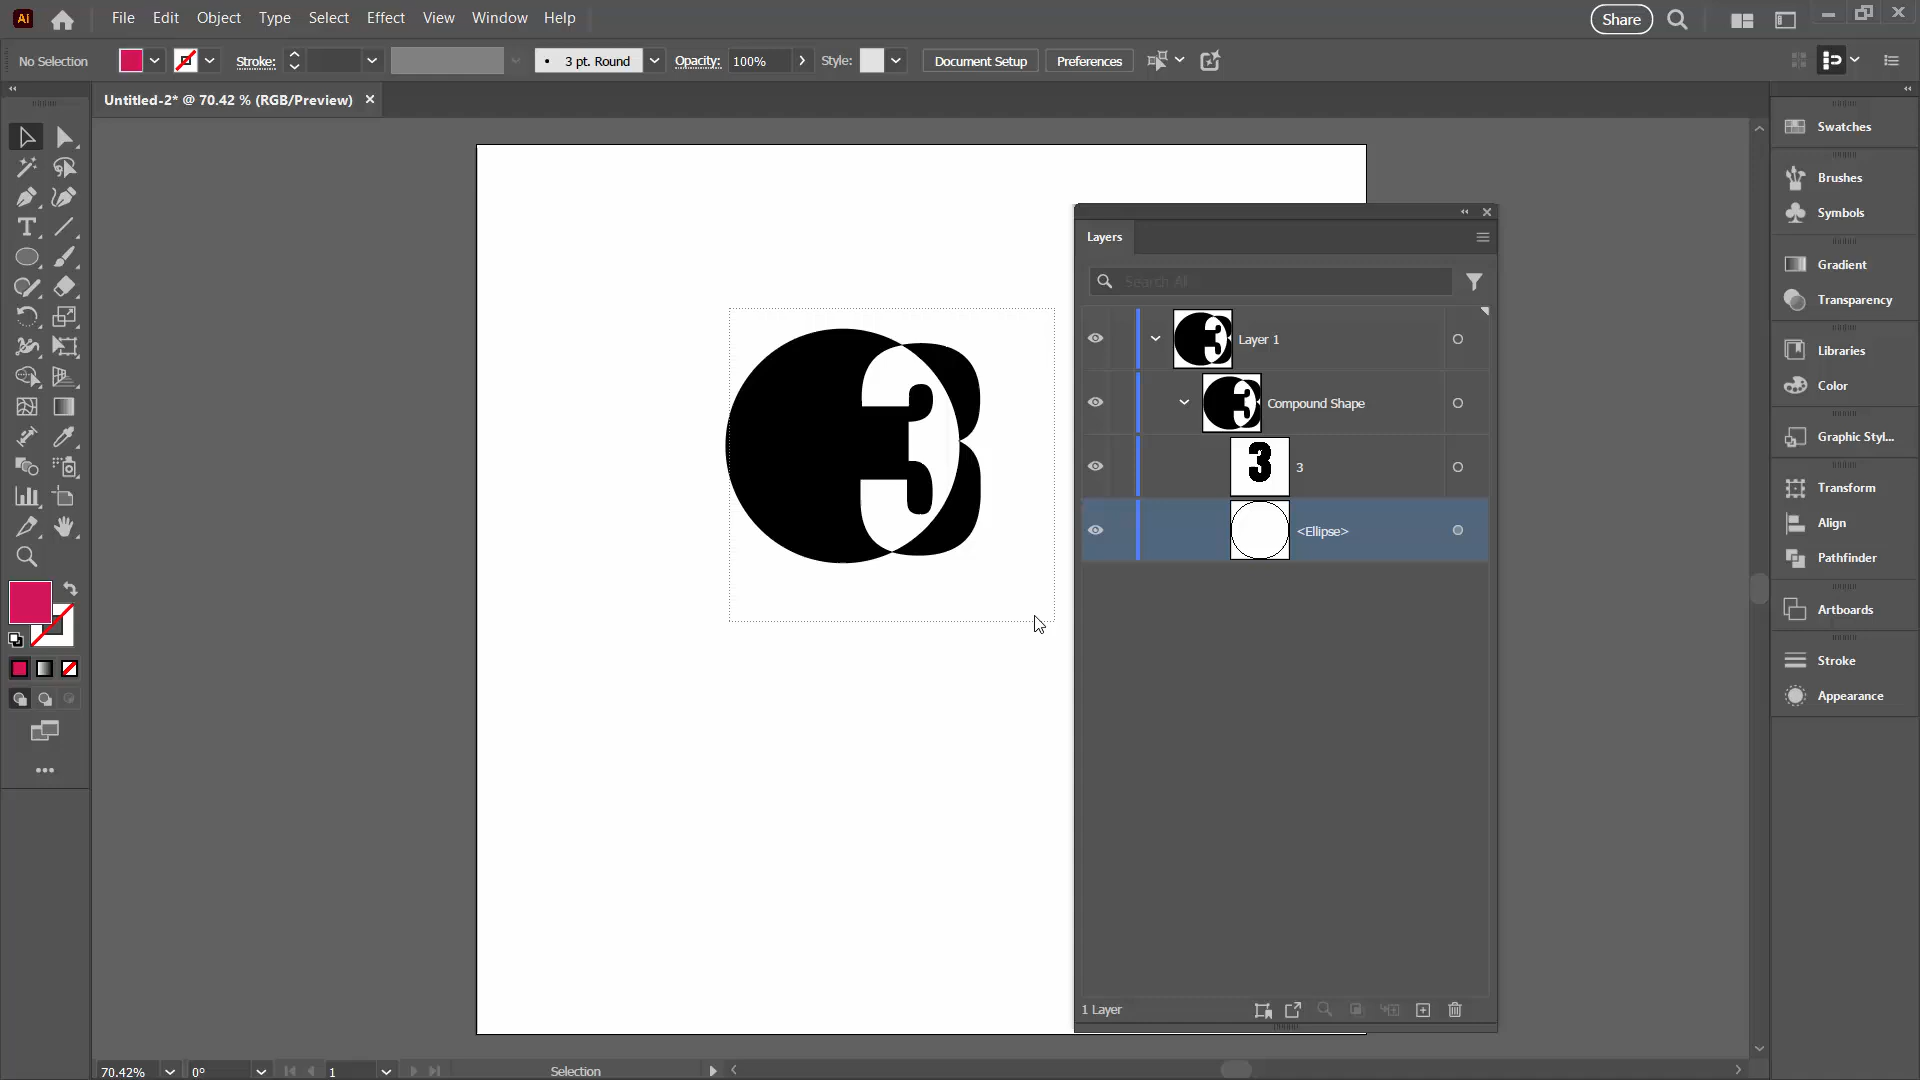 Ai File Edit Object Type Select Effect View Window Help Share
No Selection Stroke: 3 pt. Round Opacity: 100% Style: Document Setup Preferences
Untitled-2* @ 70.42 % (RGB/Preview)
Swatches
Brushes
Symbols
Gradient
Transparency
Libraries
Color
Graphic Styl...
Transform
Align
Pathfinder
Artboards
Stroke
Appearance
3
Layers
Search All
Layer 1
Compound Shape
3
3
<Ellipse>
1 Layer
70.42% 0° 1 Selection